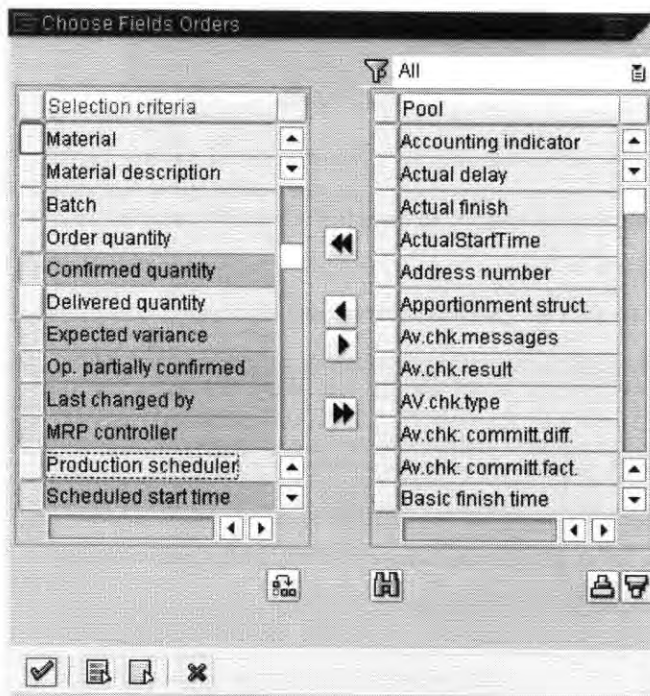 Choose Fields Orders
All
Selection criteria
Material
Material description
Batch
Order quantity
Confirmed quantity
Delivered quantity
Expected variance
Op. partially confirmed
Last changed by
MRP controller
Production scheduler
Scheduled start time
Pool
Accounting indicator
Actual delay
Actual finish
ActualStartTime
Address number
Apportionment struct.
Av.chk.messages
Av.chk.result
AV.chk.type
Av.chk: committ.diff.
Av.chk: committ.fact.
Basic finish time